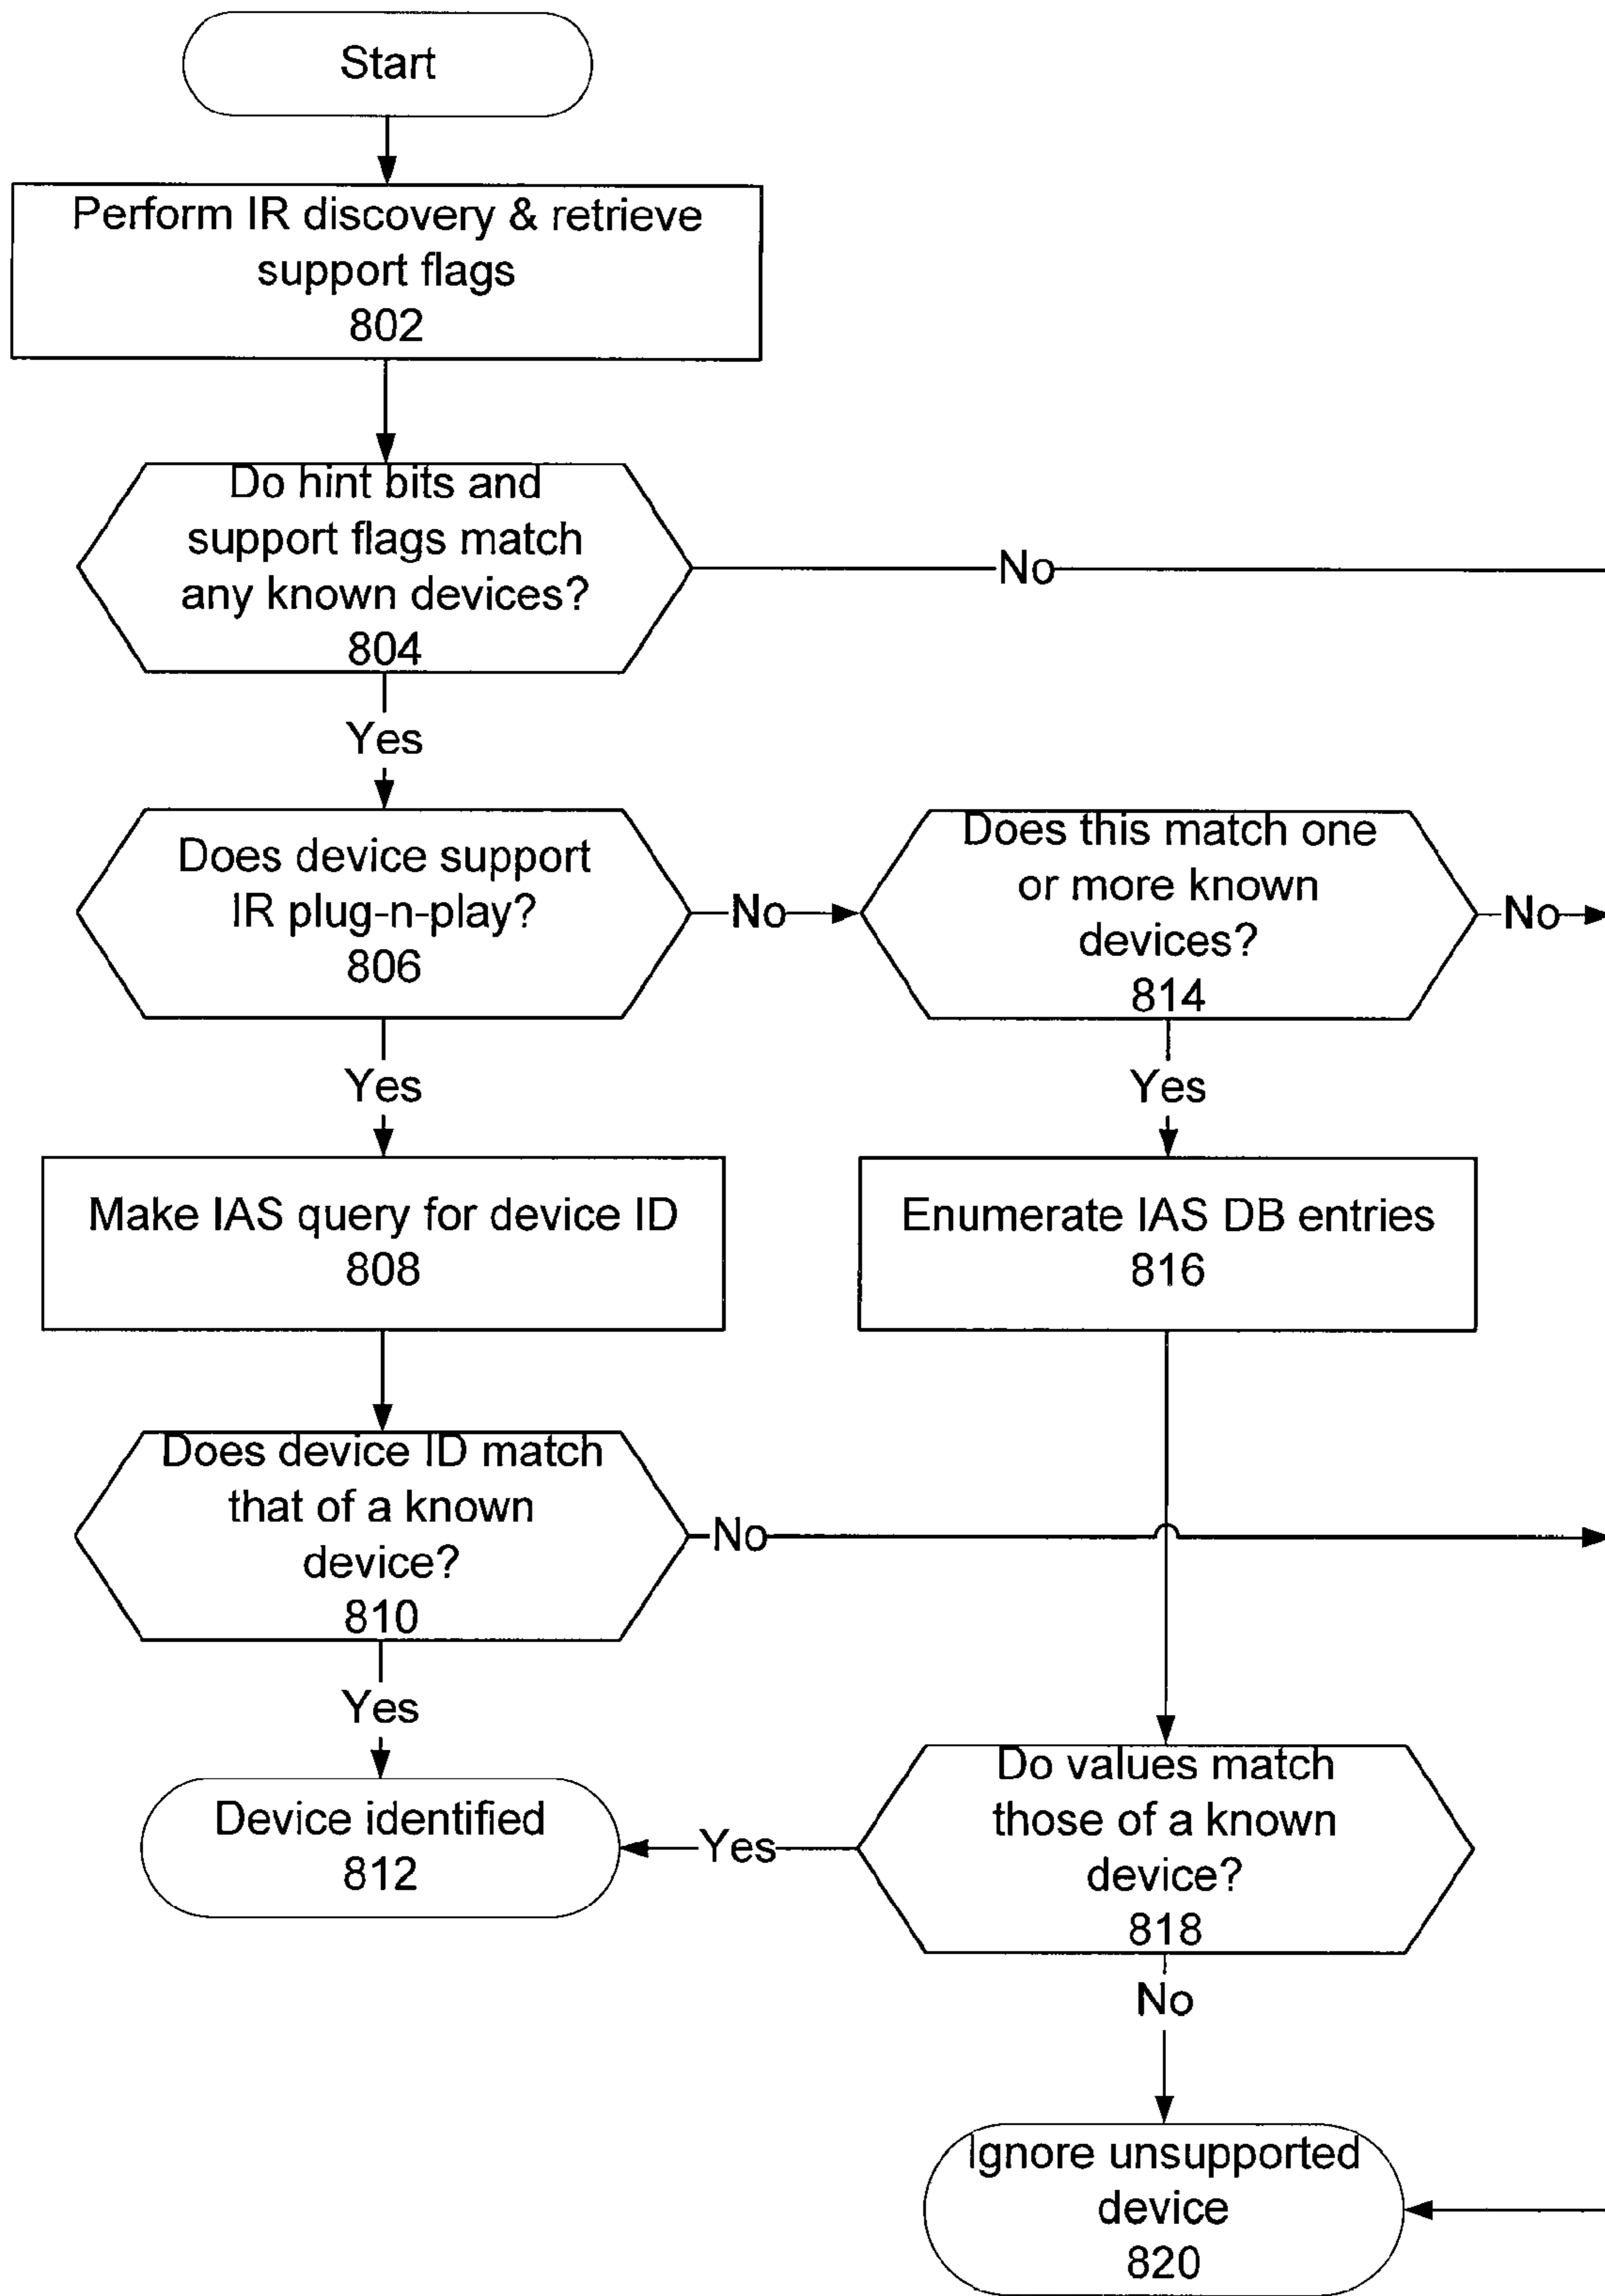 Start
Perform IR discovery & retrieve
support flags
802
Do hint bits and
support flags match
any known devices?
804
No
Yes
Does device support
IR plug-n-play?
806
No
Does this match one
or more known
devices?
814
No
Yes
Yes
Make IAS query for device ID
808
Enumerate IAS DB entries
816
Does device ID match
that of a known
device?
810
No
Yes
Device identified
812
Yes
Do values match
those of a known
device?
818
No
Ignore unsupported
device
820